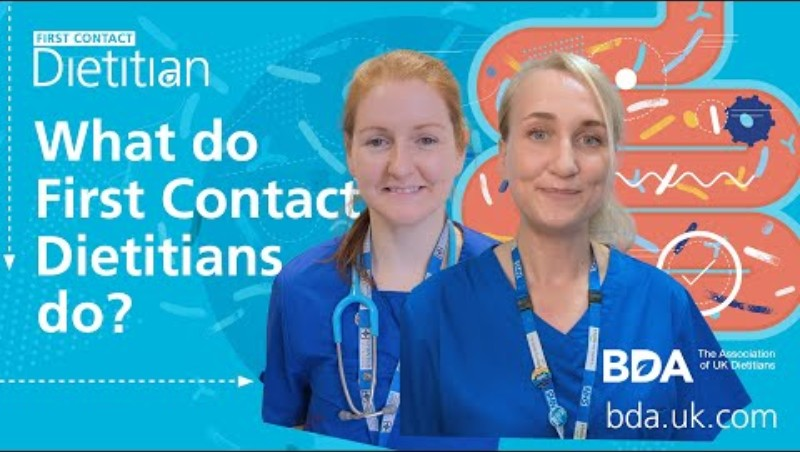 FIRST CONTACT
Dietitian
What do
First Contact
Dietitians
do?
BDA The Association
of UK Dietitians
bda.uk.com